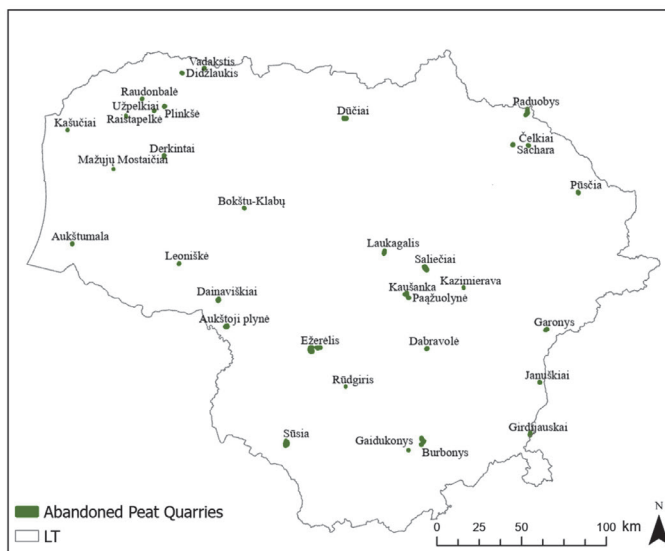 Vadakstis
Didžlaukis
Raudonbalė
Užpelkiai
Plinkšė
Raistapelkė
Kašučiai
Dūčiai
Paduobys
Čelkiai
Sachara
Derkintai
Mažųjų Mostaičiai
Pūsčia
Bokštu-Klabų
Aukštumala
Laukagalis
Leoniškė
Saliečiai
Kazimierava
Kaušanka
Paąžuolynė
Dainaviškiai
Aukštoji plynė
Garonys
Ežerėlis
Dabravolė
Rūdgiris
Januškiai
Girdijauskai
Sūsia
Gaidukonys
Burbonys
Abandoned Peat Quarries
LT
N
0 25 50 100 km